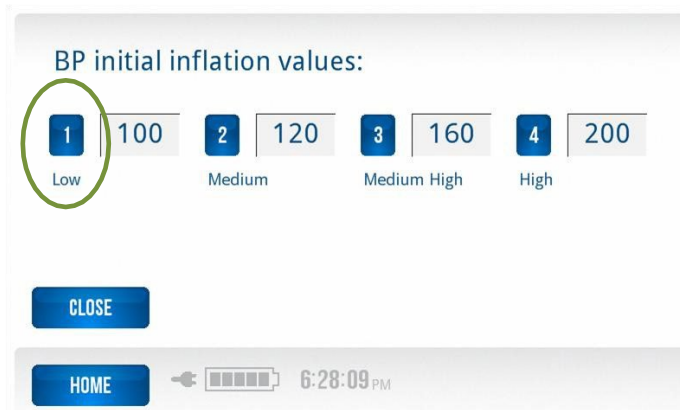 BP initial inflation values:
1 100 2 120 3 160 4 200
Low Medium Medium High High
CLOSE
HOME 6:28:09 PM